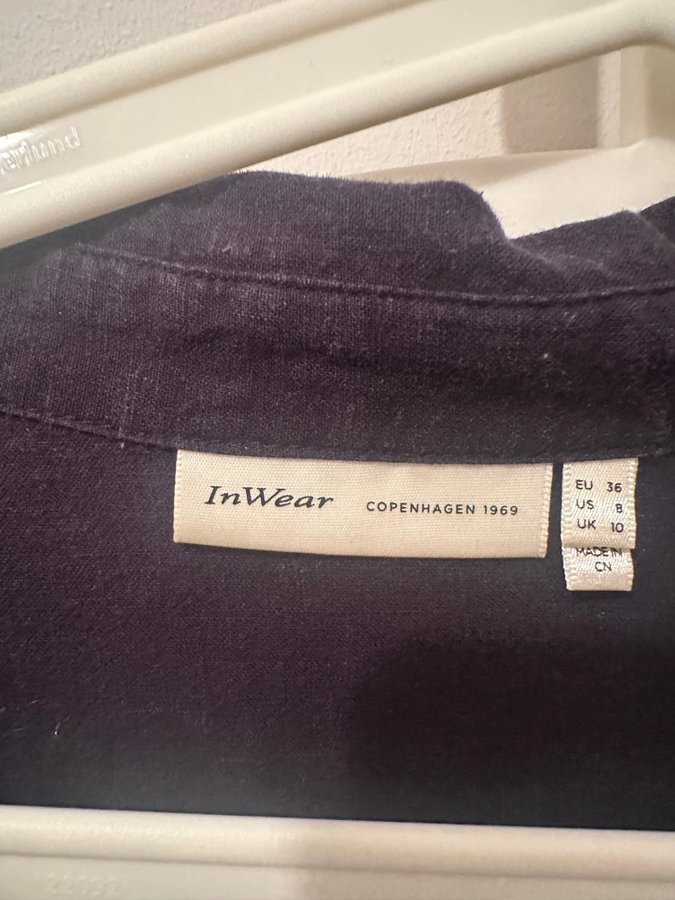 InWear COPENHAGEN 1969
EU 36
US 8
UK 10
MADE IN
CN